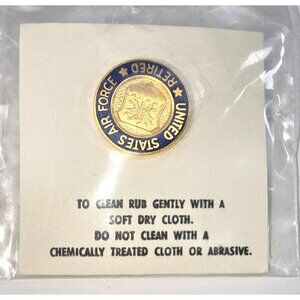 UNITED STATES AIR FORCE ★ RETIRED ★
TO CLEAN RUB GENTLY WITH A
SOFT DRY CLOTH.
DO NOT CLEAN WITH A
CHEMICALLY TREATED CLOTH OR ABRASIVE.